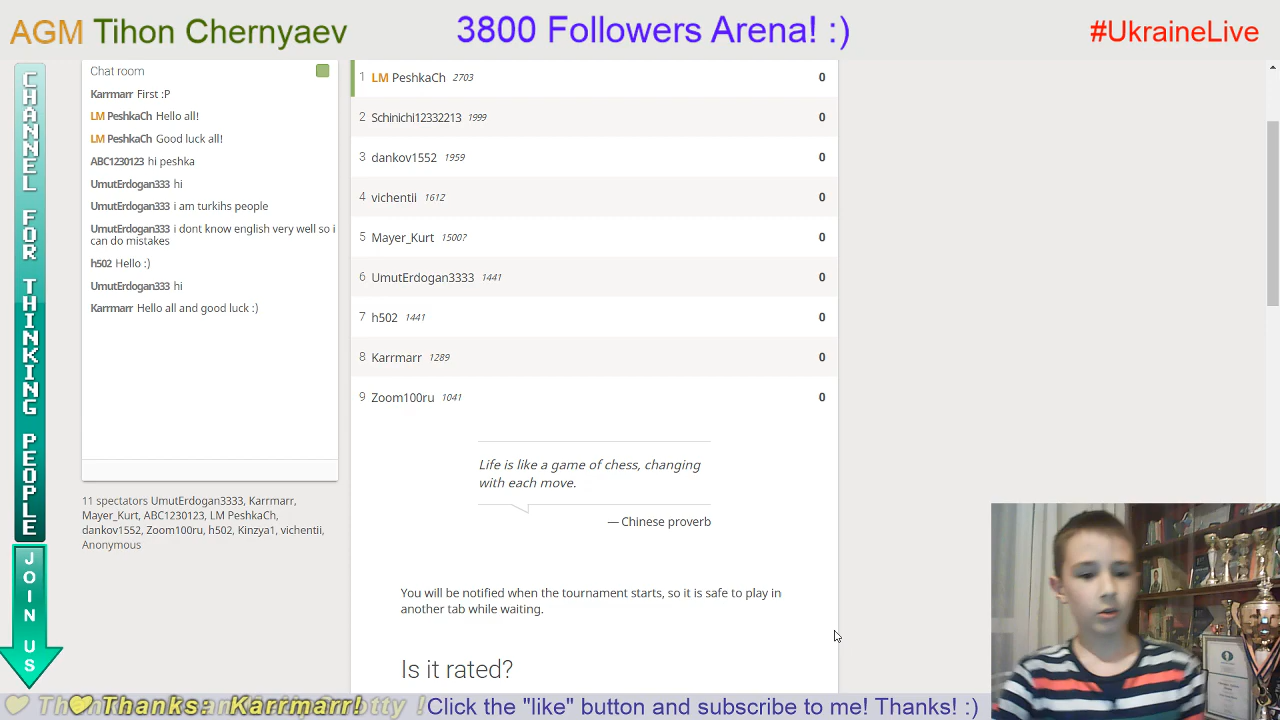 AGM Tihon Chernyaev
3800 Followers Arena! :)
#UkraineLive
CHANNEL FOR THINKING PEOPLE
JOIN US
Chat room
Karrmarr First :P
LM PeshkaCh Hello all!
LM PeshkaCh Good luck all!
ABC1230123 hi peshka
UmutErdogan333 hi
UmutErdogan333 i am turkihs people
UmutErdogan333 i dont know english very well so i
can do mistakes
h502 Hello :)
UmutErdogan333 hi
Karrmarr Hello all and good luck :)
11 spectators UmutErdogan3333, Karrmarr,
Mayer_Kurt, ABC1230123, LM PeshkaCh,
dankov1552, Zoom100ru, h502, Kinzya1, vichentii,
Anonymous
1 LM PeshkaCh 2703 0
2 Schinichi12332213 1999 0
3 dankov1552 1959 0
4 vichentii 1612 0
5 Mayer_Kurt 1500? 0
6 UmutErdogan3333 1441 0
7 h502 1441 0
8 Karrmarr 1289 0
9 Zoom100ru 1041 0
Life is like a game of chess, changing
with each move.
— Chinese proverb
You will be notified when the tournament starts, so it is safe to play in
another tab while waiting.
Is it rated?
Thanks: Karrmarr!
Click the "like" button and subscribe to me! Thanks! :)